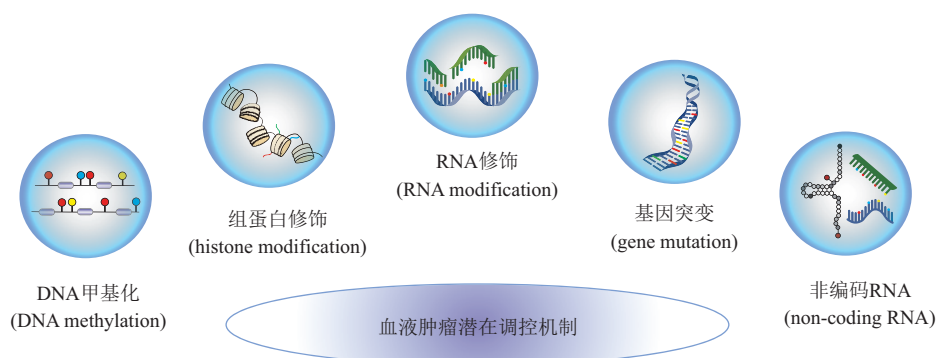 DNA甲基化
(DNA methylation)
组蛋白修饰
(histone modification)
RNA修饰
(RNA modification)
基因突变
(gene mutation)
非编码RNA
(non-coding RNA)
血液肿瘤潜在调控机制